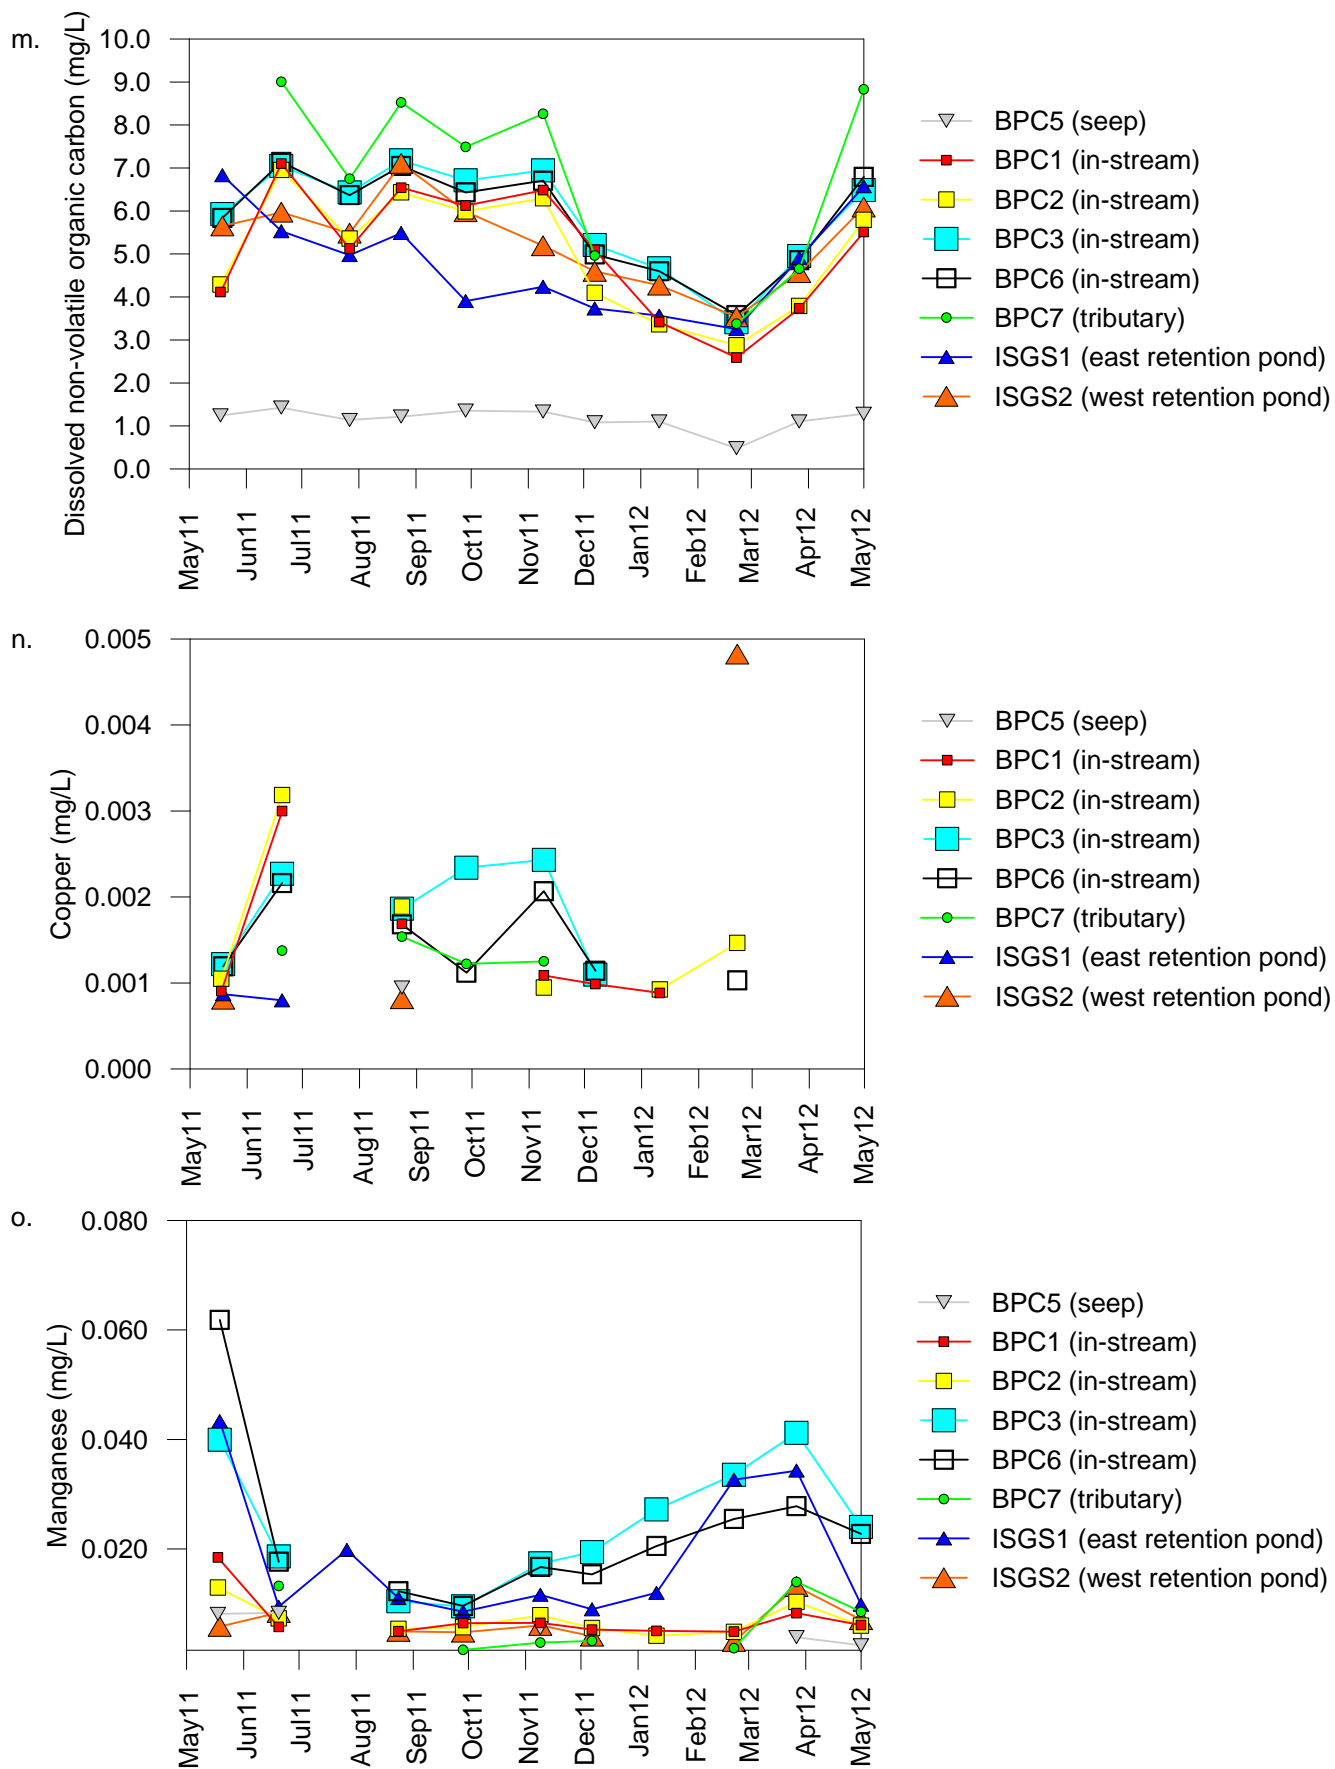 m.
Dissolved non-volatile organic carbon (mg/L)
10.0
9.0
8.0
7.0
6.0
5.0
4.0
3.0
2.0
1.0
0.0
May11 Jun11 Jul11 Aug11 Sep11 Oct11 Nov11 Dec11 Jan12 Feb12 Mar12 Apr12 May12
BPC5 (seep)
BPC1 (in-stream)
BPC2 (in-stream)
BPC3 (in-stream)
BPC6 (in-stream)
BPC7 (tributary)
ISGS1 (east retention pond)
ISGS2 (west retention pond)
n.
Copper (mg/L)
0.005
0.004
0.003
0.002
0.001
0.000
May11 Jun11 Jul11 Aug11 Sep11 Oct11 Nov11 Dec11 Jan12 Feb12 Mar12 Apr12 May12
BPC5 (seep)
BPC1 (in-stream)
BPC2 (in-stream)
BPC3 (in-stream)
BPC6 (in-stream)
BPC7 (tributary)
ISGS1 (east retention pond)
ISGS2 (west retention pond)
o.
Manganese (mg/L)
0.080
0.060
0.040
0.020
May11 Jun11 Jul11 Aug11 Sep11 Oct11 Nov11 Dec11 Jan12 Feb12 Mar12 Apr12 May12
BPC5 (seep)
BPC1 (in-stream)
BPC2 (in-stream)
BPC3 (in-stream)
BPC6 (in-stream)
BPC7 (tributary)
ISGS1 (east retention pond)
ISGS2 (west retention pond)